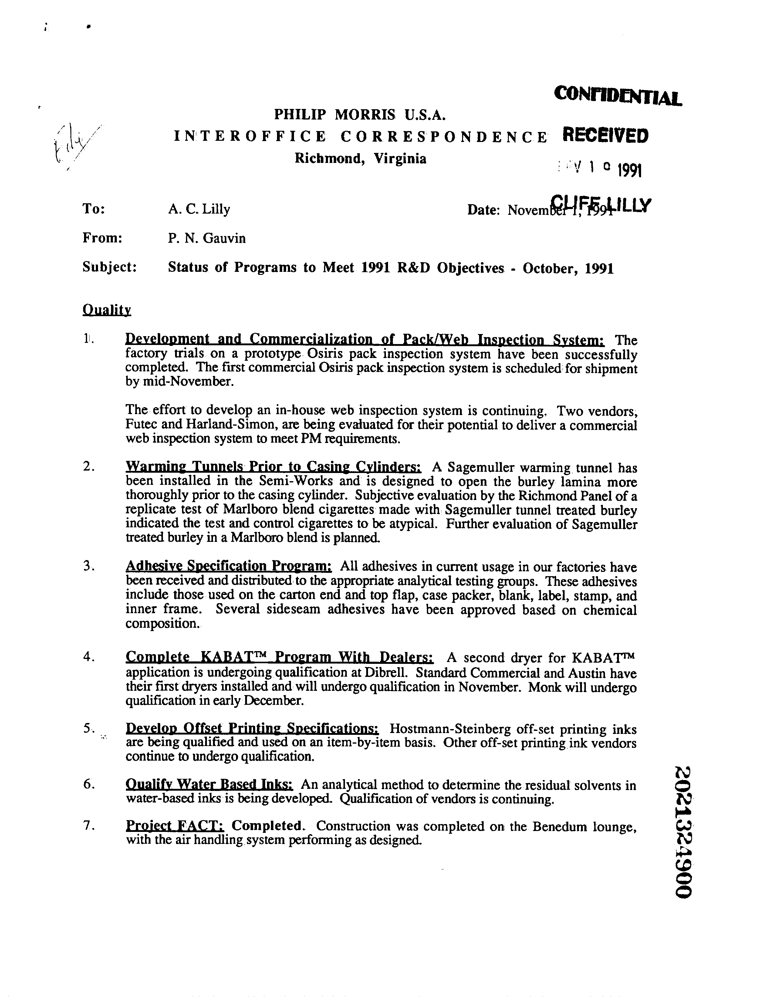 CONFIDENTIAL
PHILIP MORRIS U.S.A.
INTEROFFICE CORRESPONDENCE RECEIVED
Richmond, Virginia
1991
File
To: A. C. Lilly Date: November 1, 1991
CLIFF LILLY
From: P. N. Gauvin
Subject: Status of Programs to Meet 1991 R&D Objectives - October, 1991
Quality
1. Development and Commercialization of Pack/Web Inspection System: The
factory trials on a prototype Osiris pack inspection system have been successfully
completed. The first commercial Osiris pack inspection system is scheduled for shipment
by mid-November.
The effort to develop an in-house web inspection system is continuing. Two vendors,
Futec and Harland-Simon, are being evaluated for their potential to deliver a commercial
web inspection system to meet PM requirements.
2. Warming Tunnels Prior to Casing Cylinders: A Sagemuller warming tunnel has
been installed in the Semi-Works and is designed to open the burley lamina more
thoroughly prior to the casing cylinder. Subjective evaluation by the Richmond Panel of a
replicate test of Marlboro blend cigarettes made with Sagemuller tunnel treated burley
indicated the test and control cigarettes to be atypical. Further evaluation of Sagemuller
treated burley in a Marlboro blend is planned.
3. Adhesive Specification Program: All adhesives in current usage in our factories have
been received and distributed to the appropriate analytical testing groups. These adhesives
include those used on the carton end and top flap, case packer, blank, label, stamp, and
inner frame. Several sideseam adhesives have been approved based on chemical
composition.
4. Complete KABAT™ Program With Dealers: A second dryer for KABAT™
application is undergoing qualification at Dibrell. Standard Commercial and Austin have
their first dryers installed and will undergo qualification in November. Monk will undergo
qualification in early December.
5. Develop Offset Printing Specifications: Hostmann-Steinberg off-set printing inks
are being qualified and used on an item-by-item basis. Other off-set printing ink vendors
continue to undergo qualification.
6. Qualify Water Based Inks: An analytical method to determine the residual solvents in
water-based inks is being developed. Qualification of vendors is continuing.
7. Project FACT: Completed. Construction was completed on the Benedum lounge,
with the air handling system performing as designed.
2021324900